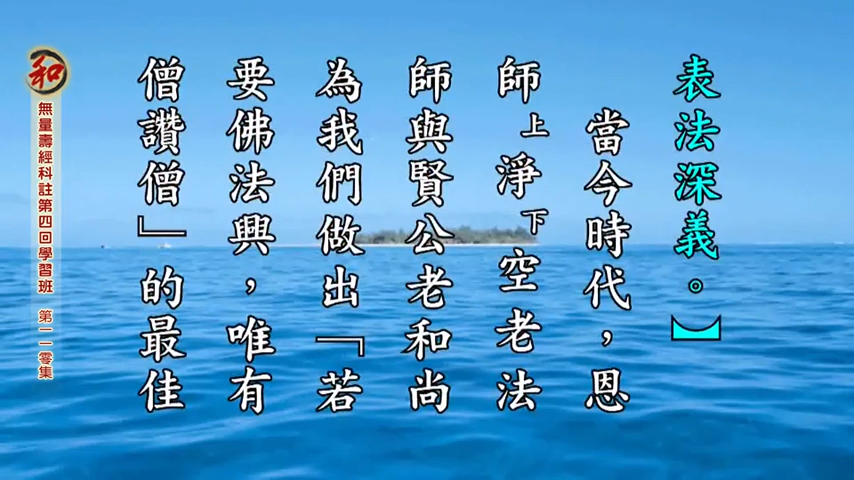 表法深義。】
當今時代，恩
師上淨下空老法
師與賢公老和尚
為我們做出「若
要佛法興，唯有
僧讚僧」的最佳
和
無量壽經科註第四回學習班 第一一零集